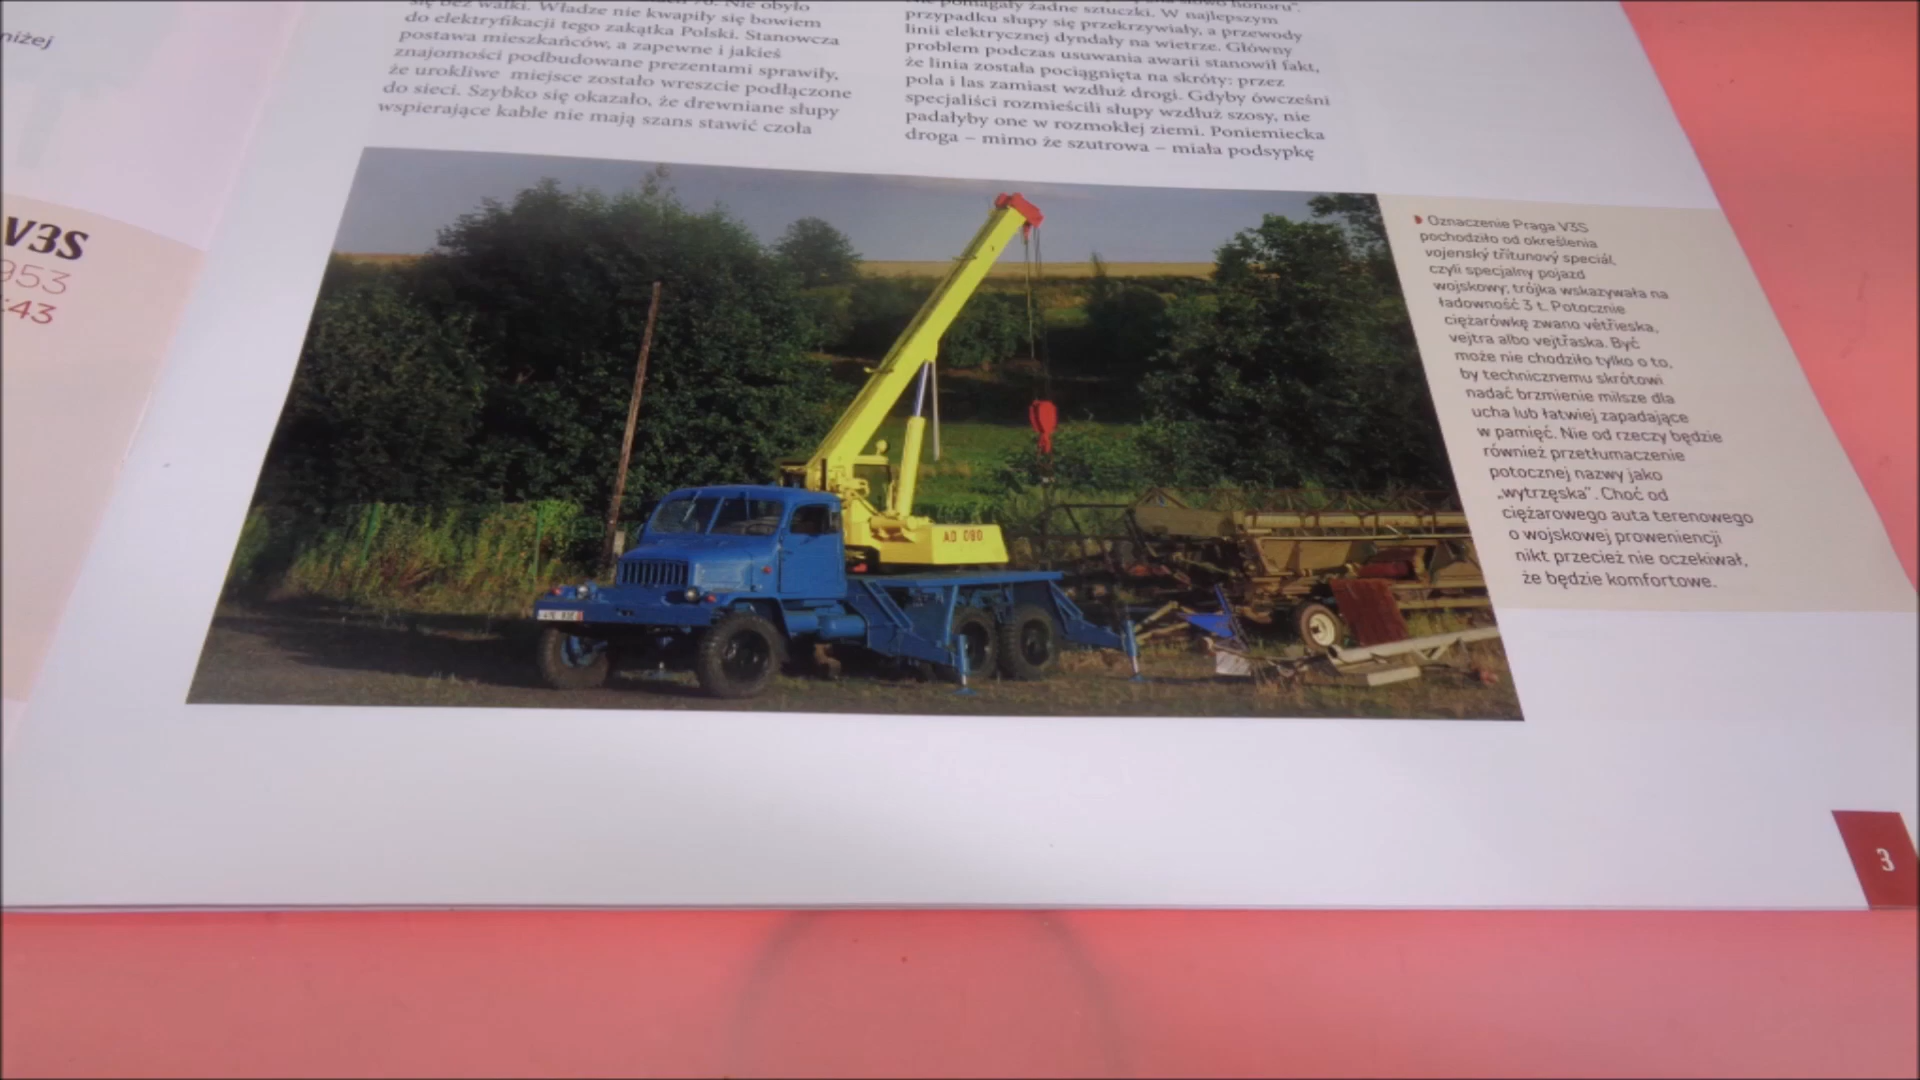 niżej
V3S
953
:43
się bez walki. Władze nie kwapiły się bowiem
do elektryfikacji tego zakątka Polski. Stanowcza
postawa mieszkańców, a zapewne i jakieś
znajomości podbudowane prezentami sprawiły,
że urokliwe miejsce zostało wreszcie podłączone
do sieci. Szybko się okazało, że drewniane słupy
wspierające kable nie mają szans stawić czoła
pomagały żadne sztuczki. W najlepszym
przypadku słupy się przekrzywiały, a przewody
linii elektrycznej dyndały na wietrze. Główny
problem podczas usuwania awarii stanowił fakt,
że linia została pociągnięta na skróty: przez
pola i las zamiast wzdłuż drogi. Gdyby ówcześni
specjaliści rozmieścili słupy wzdłuż szosy, nie
padałyby one w rozmokłej ziemi. Poniemiecka
droga – mimo że szutrowa – miała podsypkę
AD 080
Oznaczenie Praga V3S
pochodziło od określenia
vojenský třítunový speciál,
czyli specjalny pojazd
wojskowy; trójka wskazywała na
ładowność 3 t. Potocznie
ciężarówkę zwano vétřieska,
vejtra albo vejtřaska. Być
może nie chodziło tylko o to,
by technicznemu skrótowi
nadać brzmienie milsze dla
ucha lub łatwiej zapadające
w pamięć. Nie od rzeczy będzie
również przetłumaczenie
potocznej nazwy jako
„wytrzęska”. Choć od
ciężarowego auta terenowego
o wojskowej proweniencji
nikt przecież nie oczekiwał,
że będzie komfortowe.
3